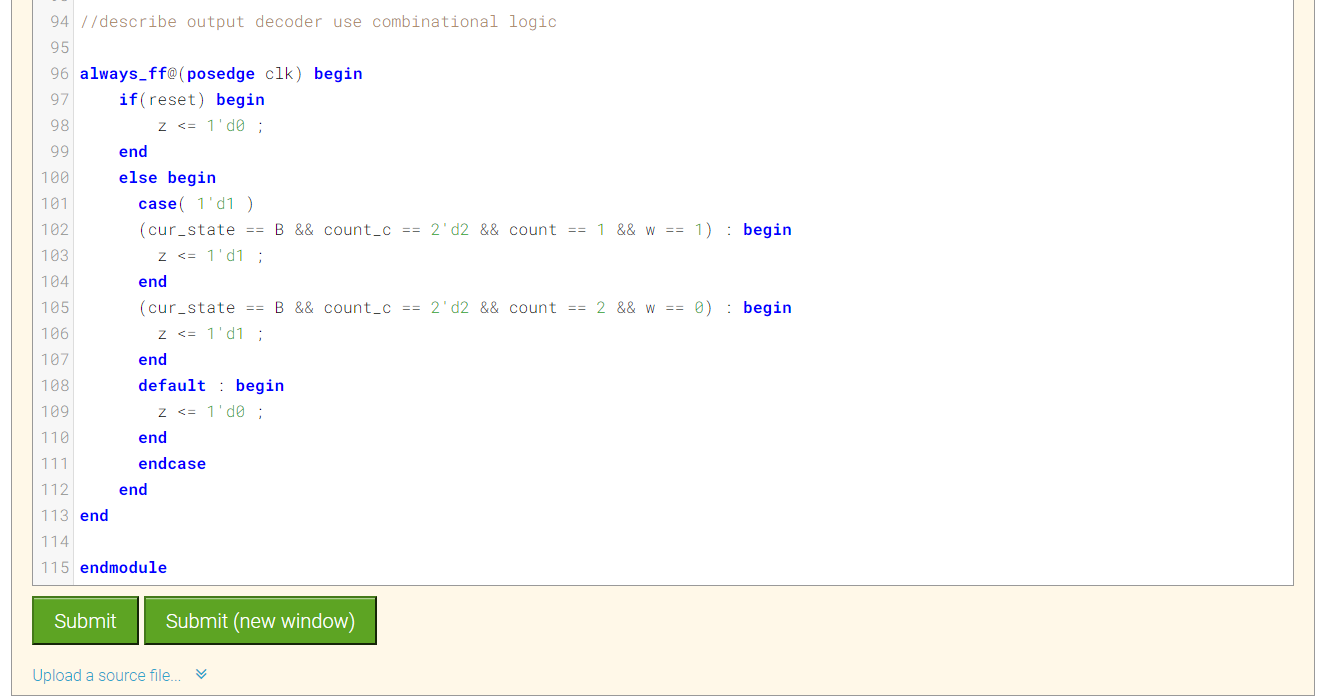 94 //describe output decoder use combinational logic
95
96 always_ff@(posedge clk) begin
97     if(reset) begin
98         z <= 1'd0 ;
99     end
100     else begin
101       case( 1'd1 )
102       (cur_state == B && count_c == 2'd2 && count == 1 && w == 1) : begin
103         z <= 1'd1 ;
104       end
105       (cur_state == B && count_c == 2'd2 && count == 2 && w == 0) : begin
106         z <= 1'd1 ;
107       end
108       default : begin
109         z <= 1'd0 ;
110       end
111       endcase
112     end
113 end
114
115 endmodule
Submit Submit (new window)
Upload a source file...